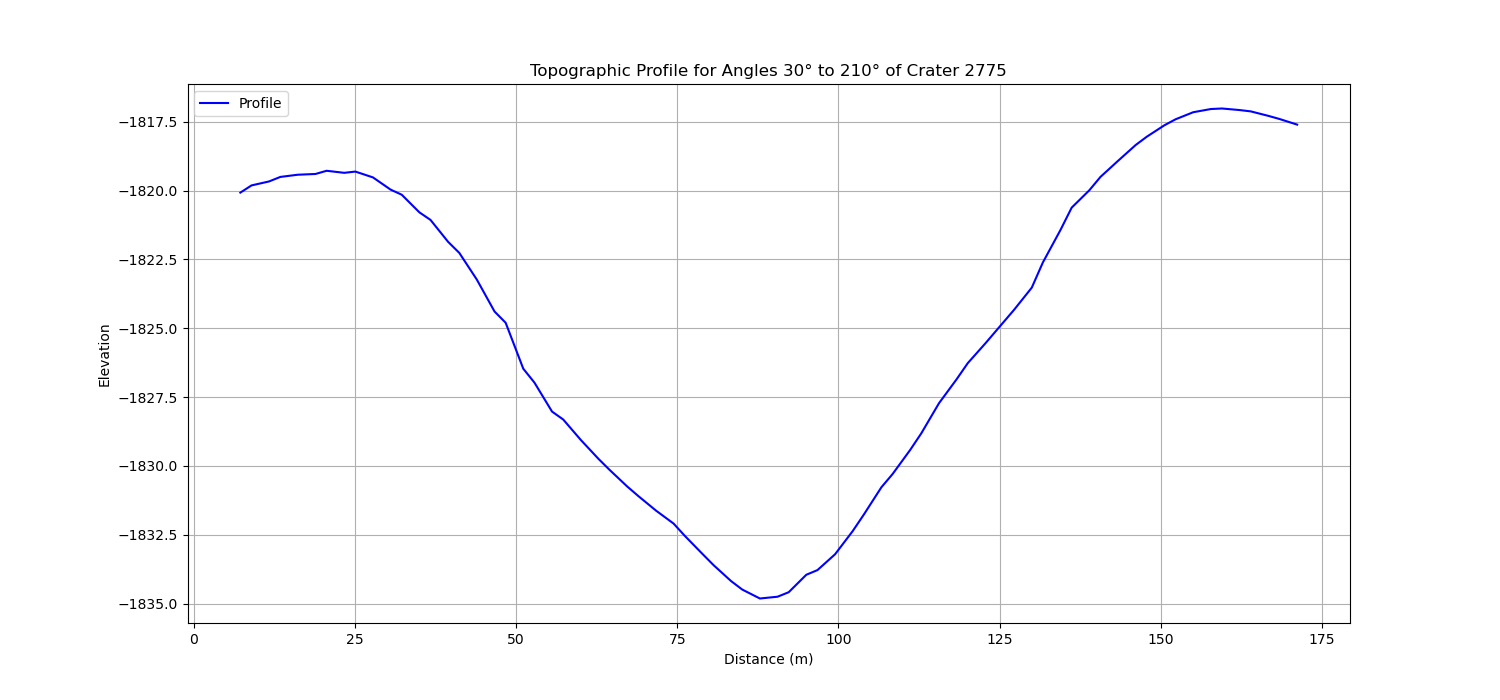 Topographic Profile for Angles 30° to 210° of Crater 2775
Profile
−1817.5
−1820.0
−1822.5
−1825.0
−1827.5
−1830.0
−1832.5
−1835.0
Elevation
0 25 50 75 100 125 150 175
Distance (m)